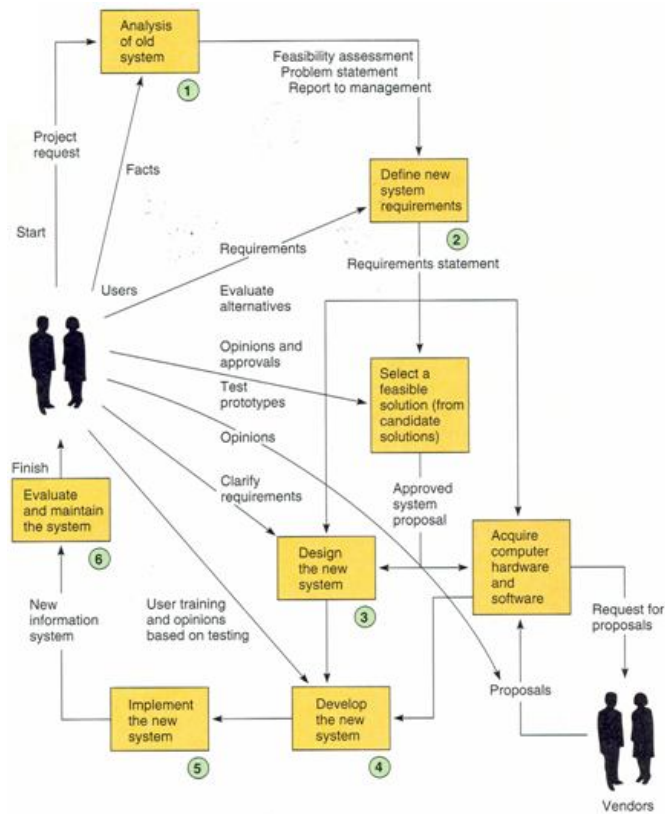 Analysis
of old
system
1
Feasibility assessment
Problem statement
Report to management
Project
request
Facts
Define new
system
requirements
2
Start
Users
Requirements
Requirements statement
Evaluate
alternatives
Opinions and
approvals
Test
prototypes
Select a
feasible
solution (from
candidate
solutions)
Opinions
Finish
Clarify
requirements
Approved
system
proposal
Evaluate
and maintain
the system
6
Design
the new
system
3
Acquire
computer
hardware
and
software
New
information
system
User training
and opinions
based on testing
Request for
proposals
Proposals
Implement
the new
system
5
Develop
the new
system
4
Vendors